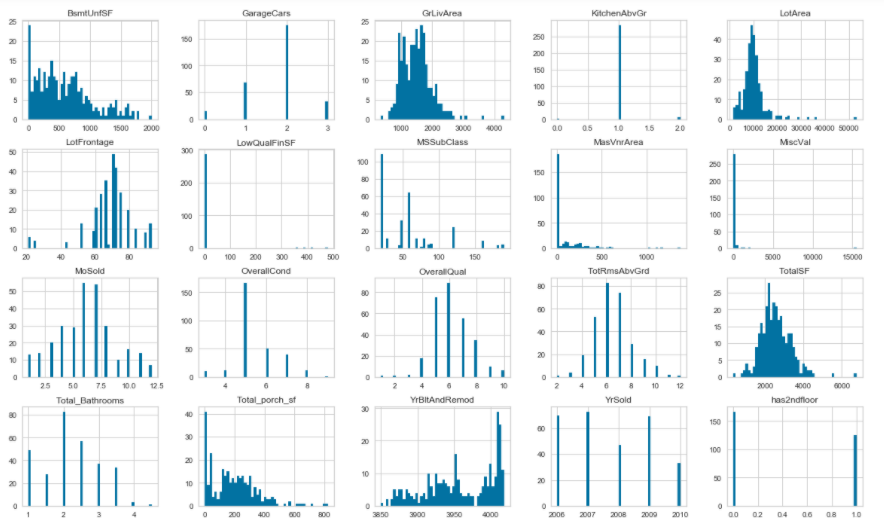 BsmtUnfSF GarageCars GrLivArea KitchenAbvGr LotArea
25 20 15 10 5 0
0 500 1000 1500 2000
150 100 50 0
0 1 2 3
25 20 15 10 5 0
1000 2000 3000 4000
250 200 150 100 50 0
0.0 0.5 1.0 1.5 2.0
40 30 20 10 0
0 10000 20000 30000 40000 50000
LotFrontage LowQualFinSF MSSubClass MasVnrArea MiscVal
50 40 30 20 10 0
20 40 60 80
300 200 100 0
0 100 200 300 400 500
100 80 60 40 20 0
50 100 150
150 100 50 0
0 500 1000
250 200 150 100 50 0
0 5000 10000 15000
MoSold OverallCond OverallQual TotRmsAbvGrd TotalSF
50 40 30 20 10 0
2.5 5.0 7.5 10.0 12.5
150 125 100 75 50 25 0
4 6 8
80 60 40 20 0
2 4 6 8 10
80 60 40 20 0
2 4 6 8 10 12
25 20 15 10 5 0
2000 4000 6000
Total_Bathrooms Total_porch_sf YrBltAndRemod YrSold has2ndfloor
80 60 40 20 0
1 2 3 4
40 30 20 10 0
0 200 400 600 800
30 20 10 0
3850 3900 3950 4000
60 40 20 0
2006 2007 2008 2009 2010
150 100 50 0
0.0 0.2 0.4 0.6 0.8 1.0